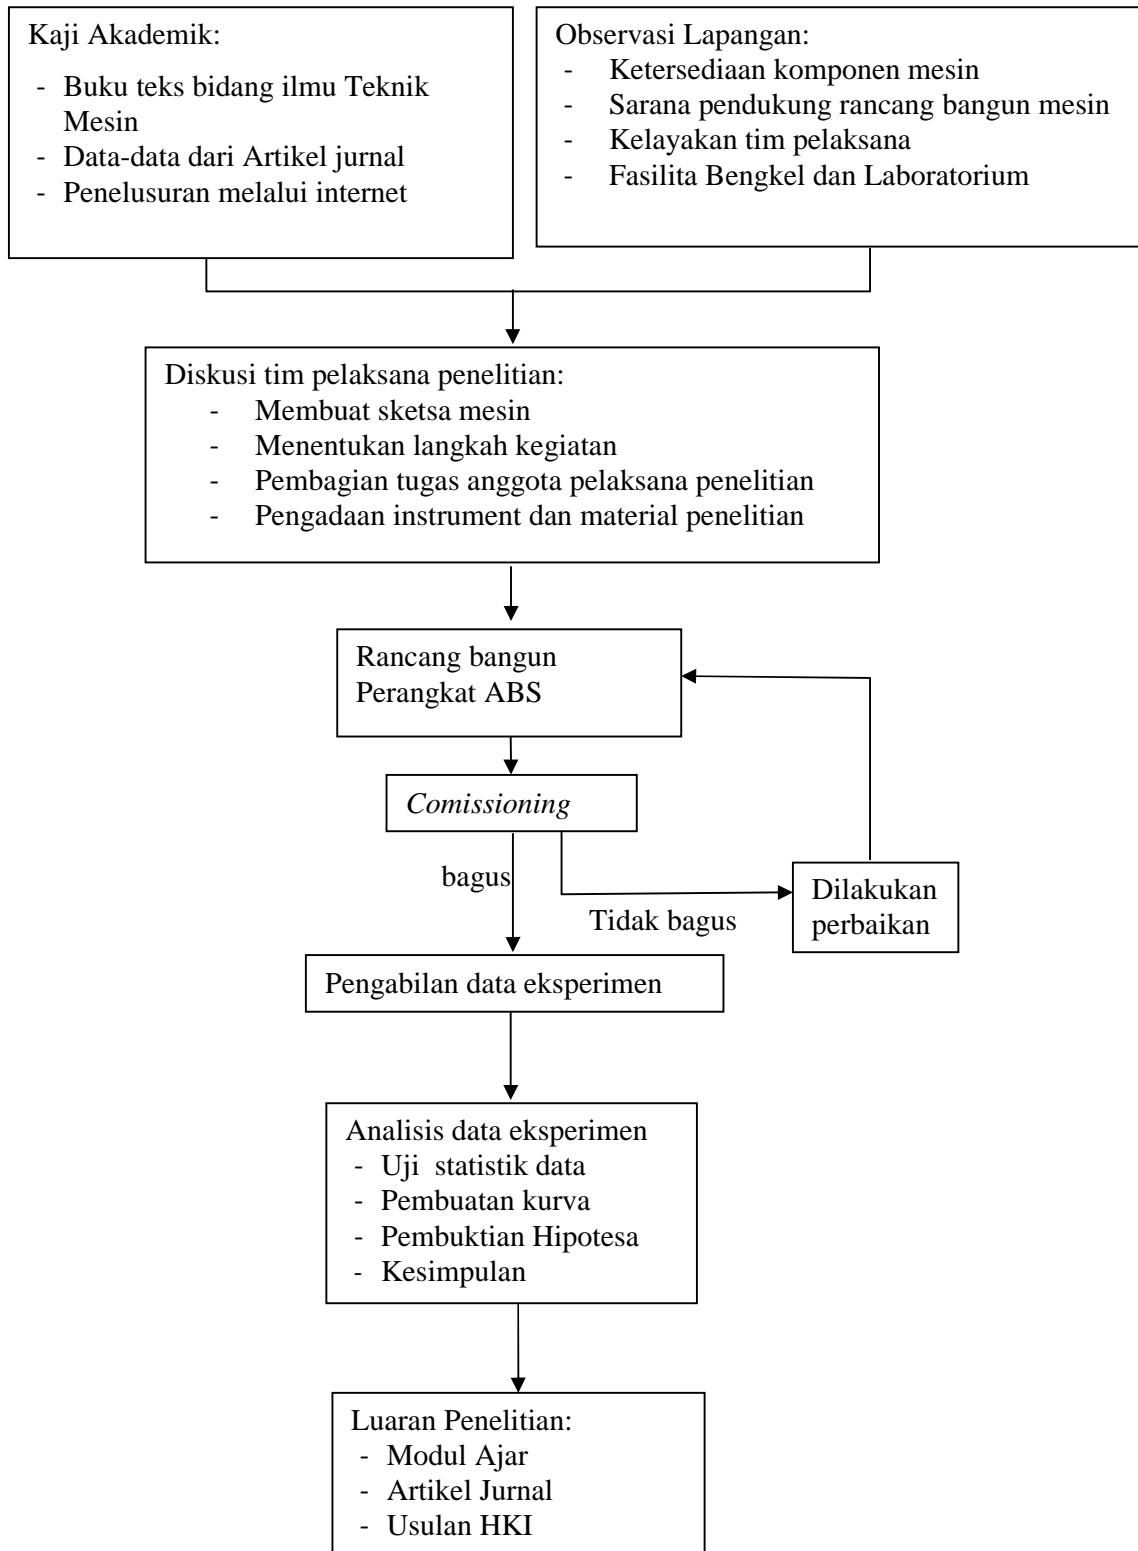 Kaji Akademik:
- Buku teks bidang ilmu Teknik
Mesin
- Data-data dari Artikel jurnal
- Penelusuran melalui internet
Observasi Lapangan:
- Ketersediaan komponen mesin
- Sarana pendukung rancang bangun mesin
- Kelayakan tim pelaksana
- Fasilita Bengkel dan Laboratorium
Diskusi tim pelaksana penelitian:
- Membuat sketsa mesin
- Menentukan langkah kegiatan
- Pembagian tugas anggota pelaksana penelitian
- Pengadaan instrument dan material penelitian
Rancang bangun
Perangkat ABS
Comissioning
bagus
Tidak bagus
Dilakukan
perbaikan
Pengabilan data eksperimen
Analisis data eksperimen
- Uji statistik data
- Pembuatan kurva
- Pembuktian Hipotesa
- Kesimpulan
Luaran Penelitian:
- Modul Ajar
- Artikel Jurnal
- Usulan HKI